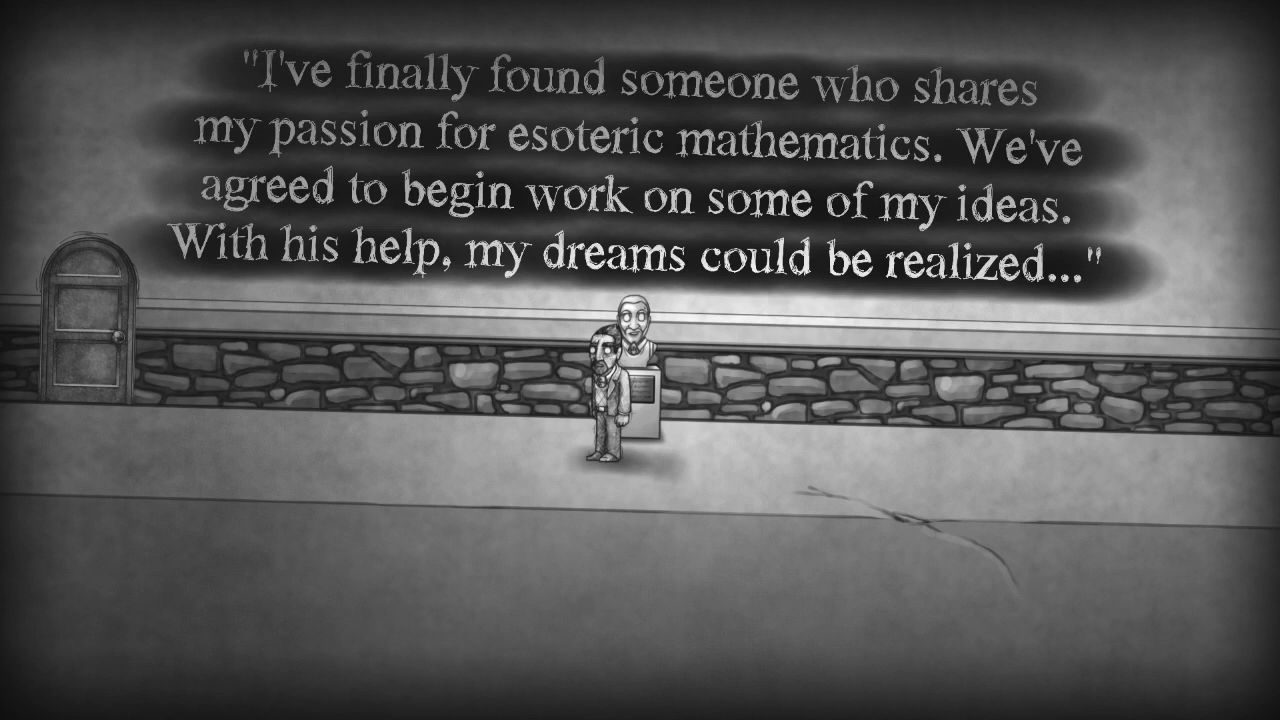 "I've finally found someone who shares
my passion for esoteric mathematics. We've
agreed to begin work on some of my ideas.
With his help, my dreams could be realized..."